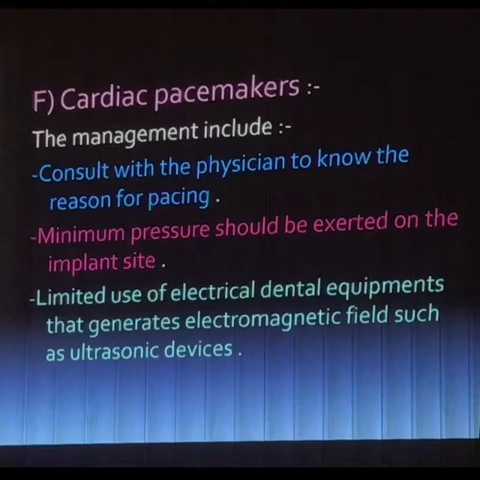 F) Cardiac pacemakers :-
The management include :-
-Consult with the physician to know the
reason for pacing .
-Minimum pressure should be exerted on the
implant site .
-Limited use of electrical dental equipments
that generates electromagnetic field such
as ultrasonic devices .